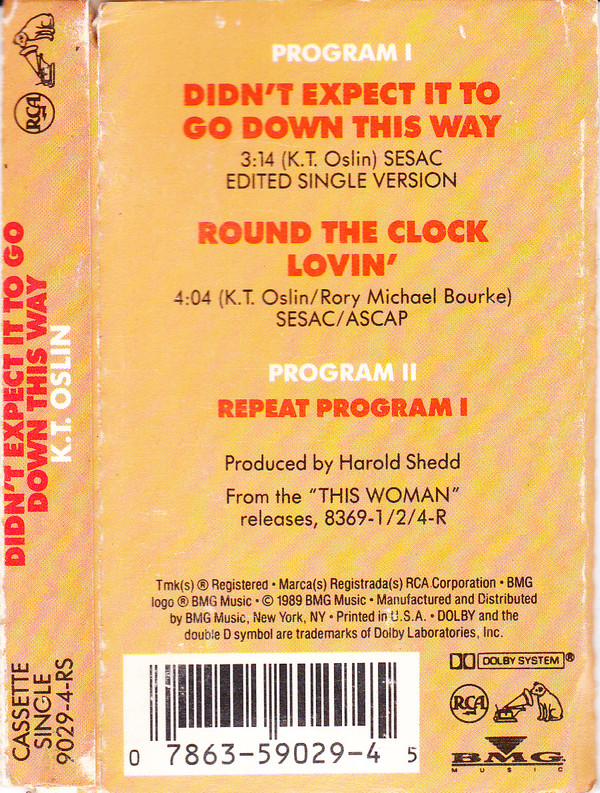 PROGRAM I
DIDN'T EXPECT IT TO
GO DOWN THIS WAY
3:14 (K.T. Oslin) SESAC
EDITED SINGLE VERSION
ROUND THE CLOCK
LOVIN'
4:04 (K.T. Oslin/Rory Michael Bourke)
SESAC/ASCAP
PROGRAM II
REPEAT PROGRAM I
Produced by Harold Shedd
From the "THIS WOMAN"
releases, 8369-1/2/4-R
Tmk(s) ® Registered • Marca(s) Registrada(s) RCA Corporation • BMG
logo ® BMG Music • © 1989 BMG Music • Manufactured and Distributed
by BMG Music, New York, NY • Printed in U.S.A. • DOLBY and the
double D symbol are trademarks of Dolby Laboratories, Inc.
DOLBY SYSTEM ®
RCA
BMG
MUSIC
0 7863-59029-4 5
RCA
DIDN'T EXPECT IT TO GO
DOWN THIS WAY
K.T. OSLIN
CASSETTE
SINGLE
9029-4-RS